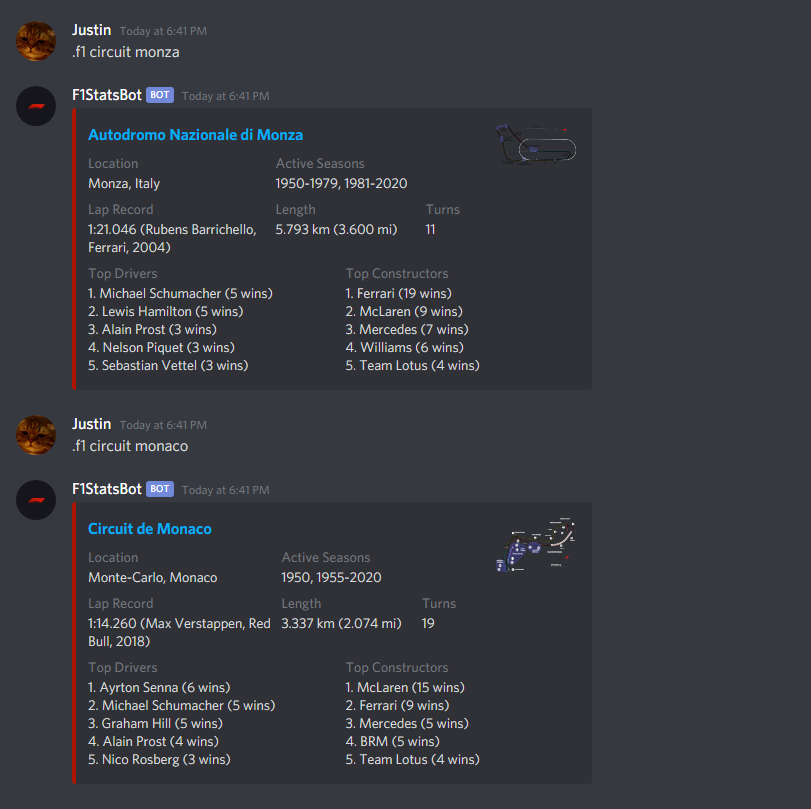 Justin Today at 6:41 PM
.f1 circuit monza
F1StatsBot BOT Today at 6:41 PM
Autodromo Nazionale di Monza
Location Active Seasons
Monza, Italy 1950-1979, 1981-2020
Lap Record Length Turns
1:21.046 (Rubens Barrichello, 5.793 km (3.600 mi) 11
Ferrari, 2004)
Top Drivers Top Constructors
1. Michael Schumacher (5 wins) 1. Ferrari (19 wins)
2. Lewis Hamilton (5 wins) 2. McLaren (9 wins)
3. Alain Prost (3 wins) 3. Mercedes (7 wins)
4. Nelson Piquet (3 wins) 4. Williams (6 wins)
5. Sebastian Vettel (3 wins) 5. Team Lotus (4 wins)
Justin Today at 6:41 PM
.f1 circuit monaco
F1StatsBot BOT Today at 6:41 PM
Circuit de Monaco
Location Active Seasons
Monte-Carlo, Monaco 1950, 1955-2020
Lap Record Length Turns
1:14.260 (Max Verstappen, Red 3.337 km (2.074 mi) 19
Bull, 2018)
Top Drivers Top Constructors
1. Ayrton Senna (6 wins) 1. McLaren (15 wins)
2. Michael Schumacher (5 wins) 2. Ferrari (9 wins)
3. Graham Hill (5 wins) 3. Mercedes (5 wins)
4. Alain Prost (4 wins) 4. BRM (5 wins)
5. Nico Rosberg (3 wins) 5. Team Lotus (4 wins)